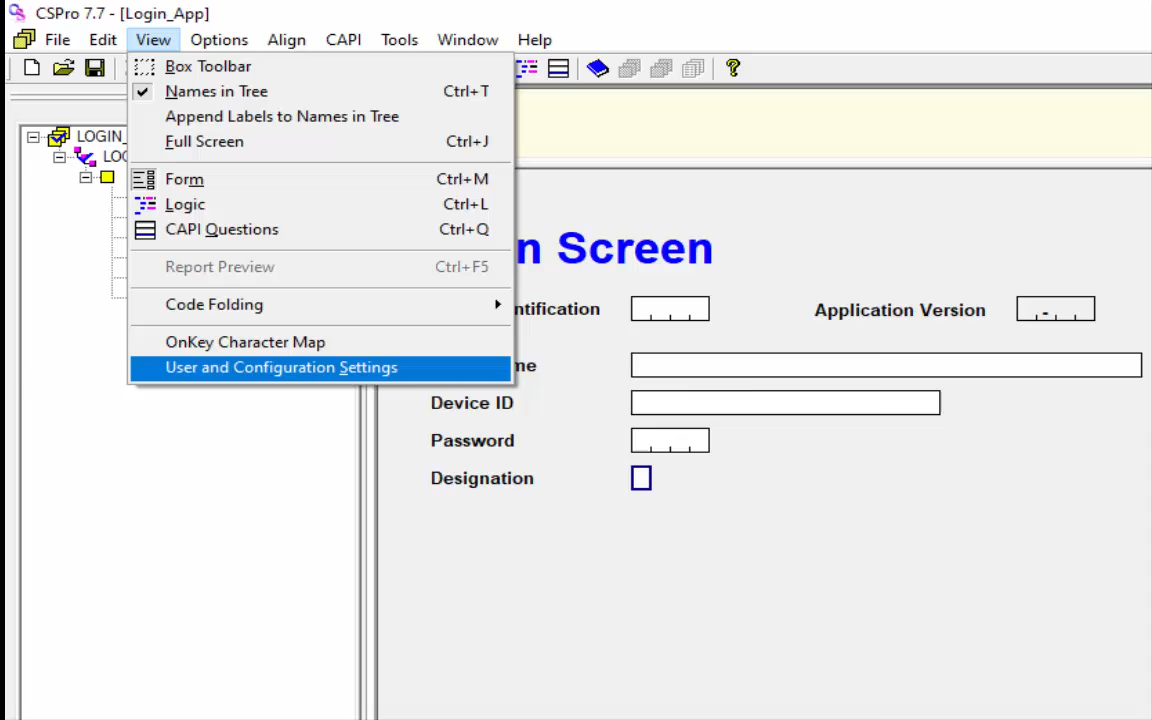 CSPro 7.7 - [Login_App]
File Edit View Options Align CAPI Tools Window Help
Box Toolbar
Names in Tree Ctrl+T
Append Labels to Names in Tree
Full Screen Ctrl+J
Form Ctrl+M
Logic Ctrl+L
CAPI Questions Ctrl+Q
Report Preview Ctrl+F5
Code Folding
OnKey Character Map
User and Configuration Settings
LOGIN_
LOG
n Screen
ntification Application Version
me
Device ID
Password
Designation